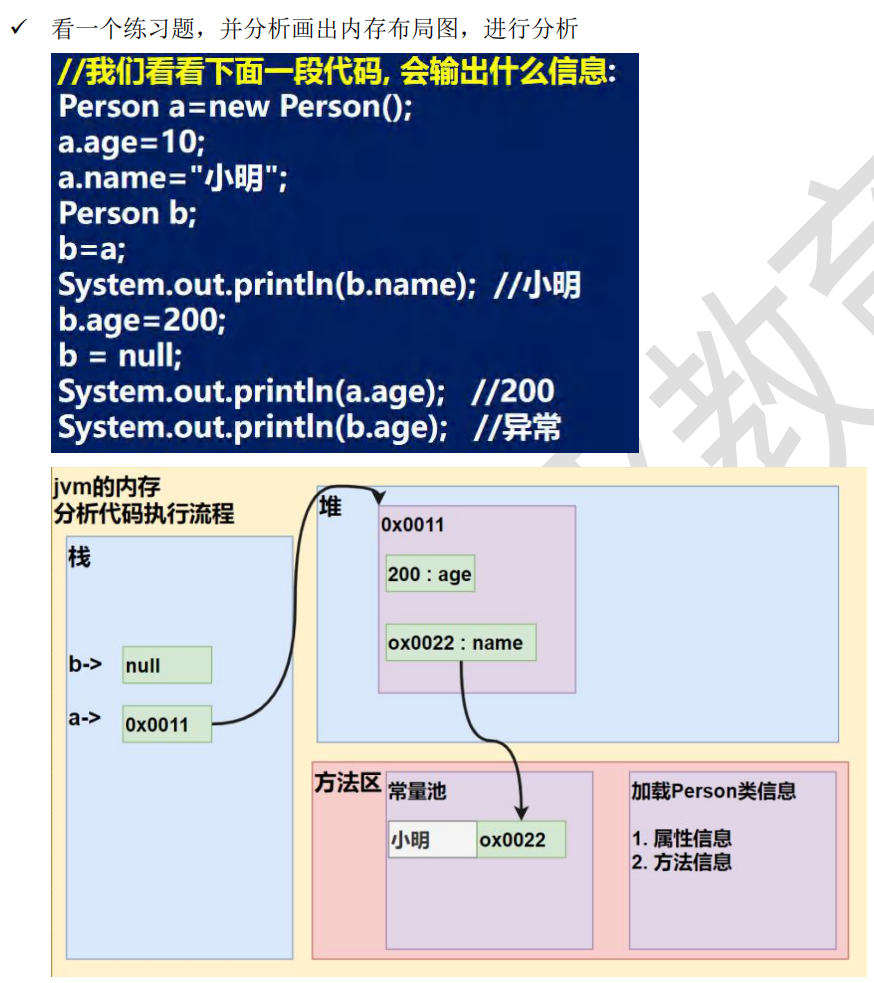 ✓ 看一个练习题，并分析画出内存布局图，进行分析
//我们看看下面一段代码, 会输出什么信息:
Person a=new Person();
a.age=10;
a.name="小明";
Person b;
b=a;
System.out.println(b.name); //小明
b.age=200;
b = null;
System.out.println(a.age); //200
System.out.println(b.age); //异常
jvm的内存
分析代码执行流程
栈
b-> null
a-> 0x0011
堆
0x0011
200 : age
ox0022 : name
方法区
常量池
小明 ox0022
加载Person类信息
1. 属性信息
2. 方法信息
教育